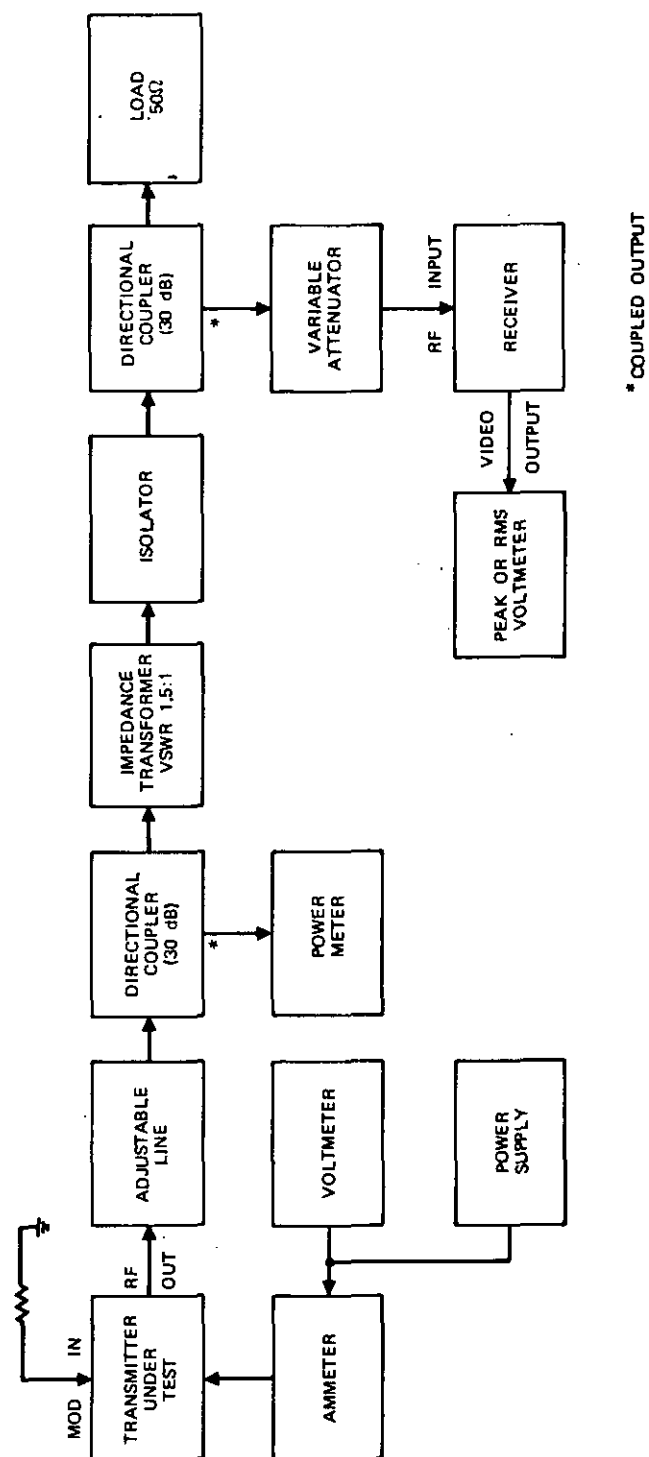 MOD IN
TRANSMITTER
UNDER
TEST
RF
OUT
ADJUSTABLE
LINE
DIRECTIONAL
COUPLER
(30 dB)
*
IMPEDANCE
TRANSFORMER
VSWR 1.5:1
ISOLATOR
DIRECTIONAL
COUPLER
(30 dB)
*
LOAD
50Ω
AMMETER
VOLTMETER
POWER
SUPPLY
POWER
METER
VARIABLE
ATTENUATOR
RF INPUT
RECEIVER
VIDEO
OUTPUT
PEAK OR RMS
VOLTMETER
* COUPLED OUTPUT